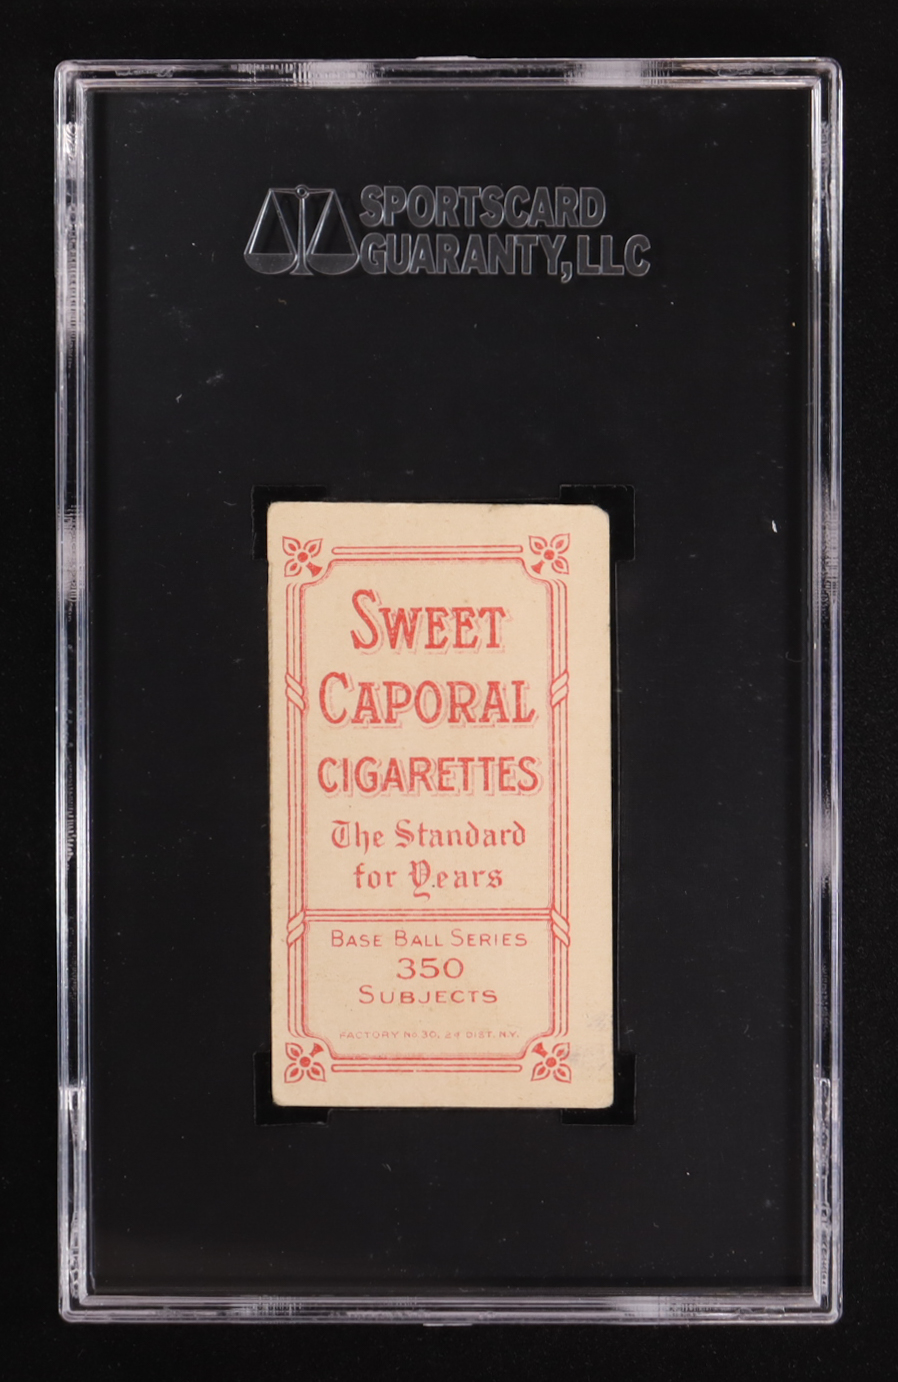 SPORTSCARD
GUARANTY, LLC
SWEET
CAPORAL
CIGARETTES
The Standard
for Years
BASE BALL SERIES
350
SUBJECTS
FACTORY No. 30, 2d DIST. N.Y.